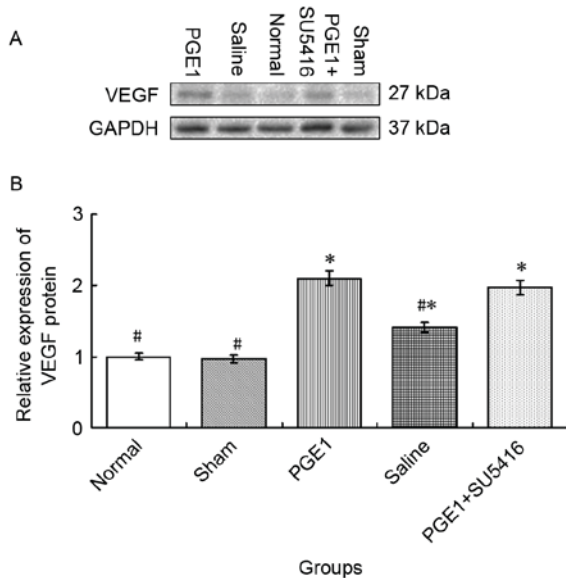 A
PGE1
Saline
Normal
SU5416
PGE1+
Sham
VEGF
27 kDa
GAPDH
37 kDa
B
Relative expression of
VEGF protein
3
2
1
0
#
#
*
#*
*
Normal
Sham
PGE1
Saline
PGE1+SU5416
Groups